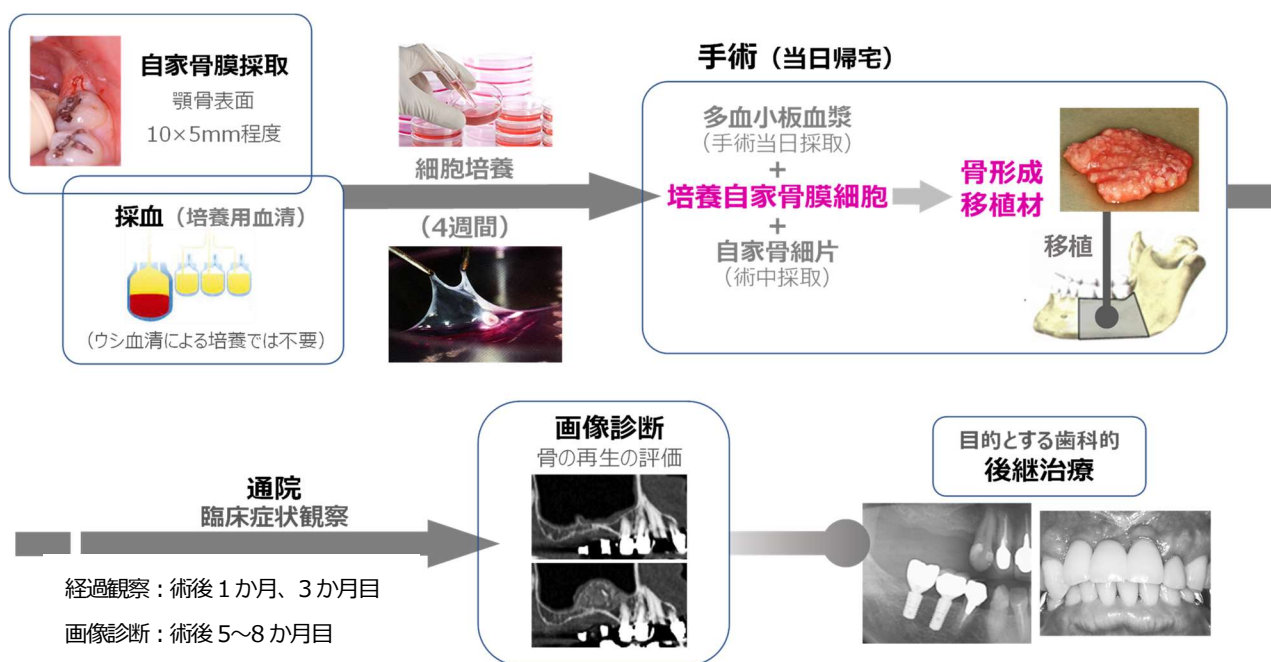 自家骨膜採取
顎骨表面
10×5mm程度
採血（培養用血清）
（ウシ血清による培養では不要）
細胞培養
（4週間）
手術（当日帰宅）
多血小板血漿
（手術当日採取）
+
培養自家骨膜細胞
+
自家骨細片
（術中採取）
骨形成
移植材
移植
通院
臨床症状観察
経過観察：術後1か月、3か月目
画像診断：術後5～8か月目
画像診断
骨の再生の評価
目的とする歯科的
後継治療